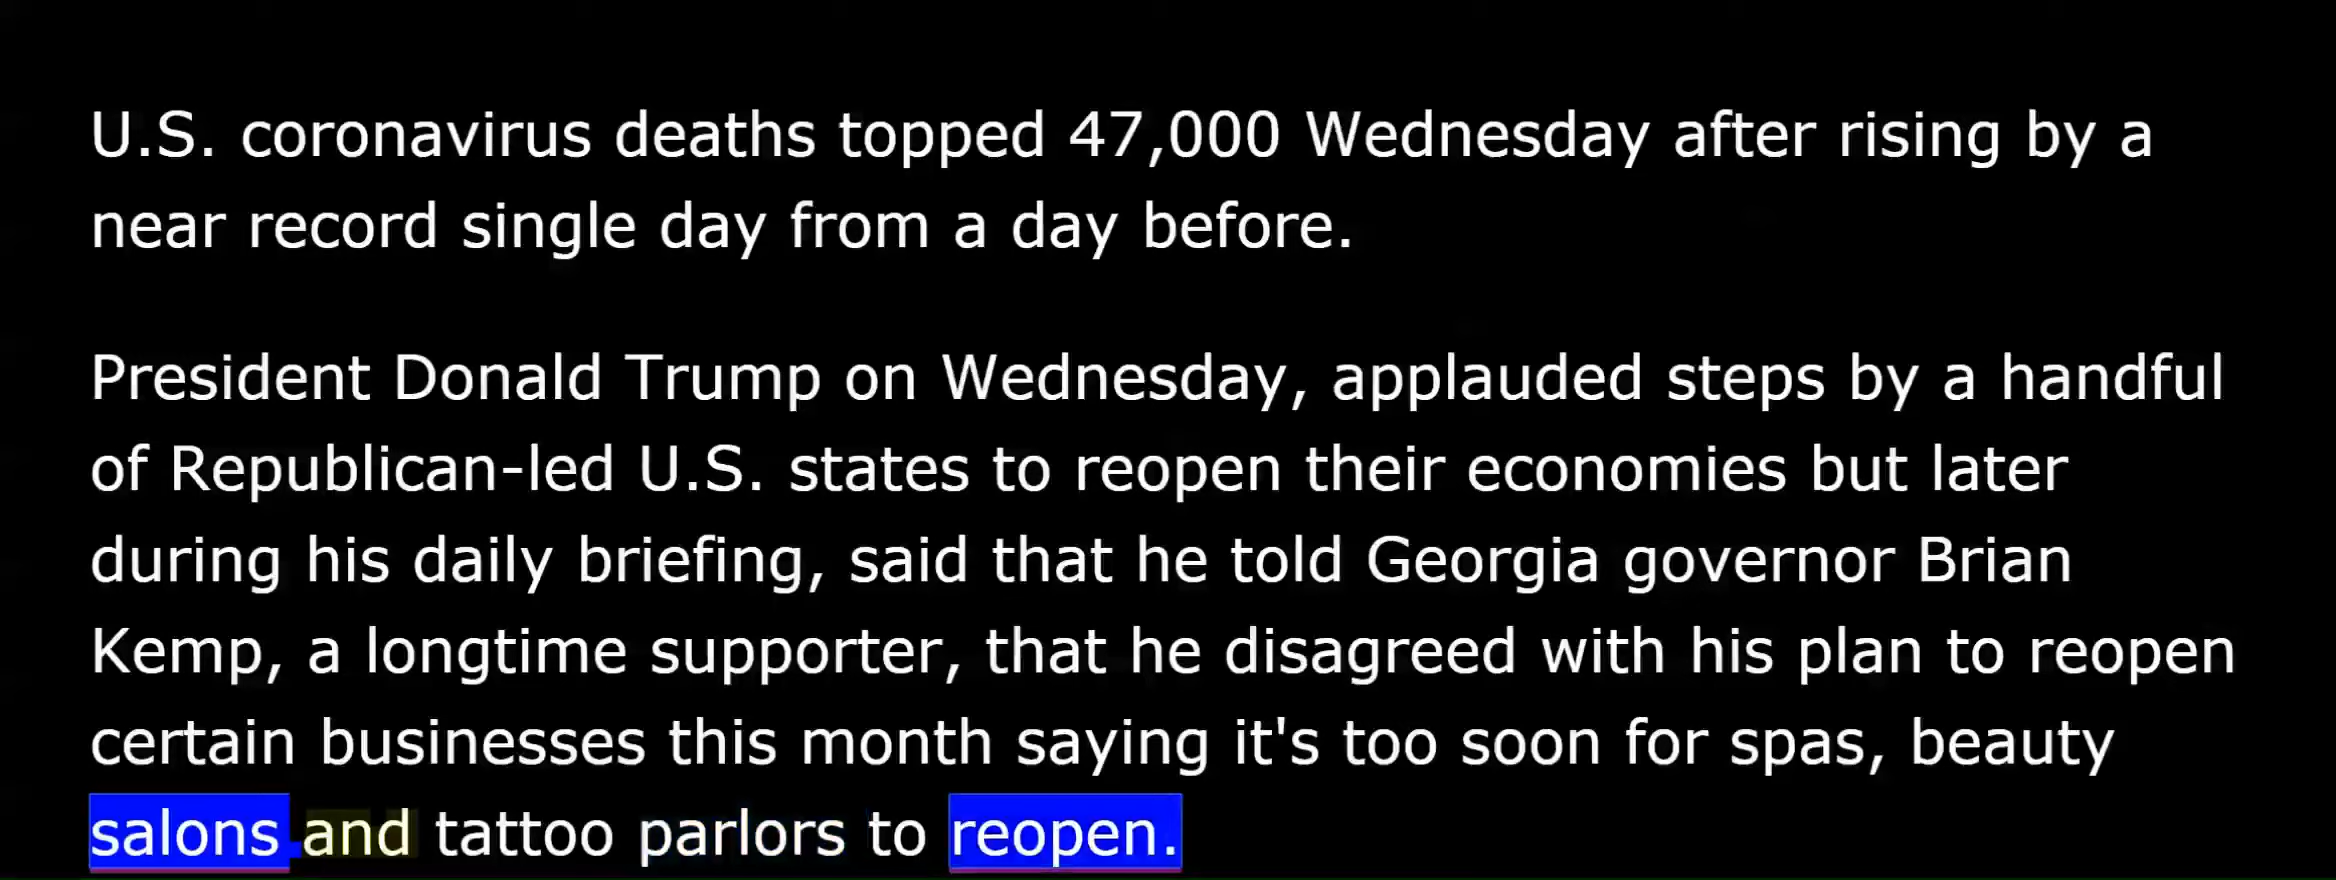 U.S. coronavirus deaths topped 47,000 Wednesday after rising by a
near record single day from a day before.
President Donald Trump on Wednesday, applauded steps by a handful
of Republican-led U.S. states to reopen their economies but later
during his daily briefing, said that he told Georgia governor Brian
Kemp, a longtime supporter, that he disagreed with his plan to reopen
certain businesses this month saying it's too soon for spas, beauty
salons and tattoo parlors to reopen.